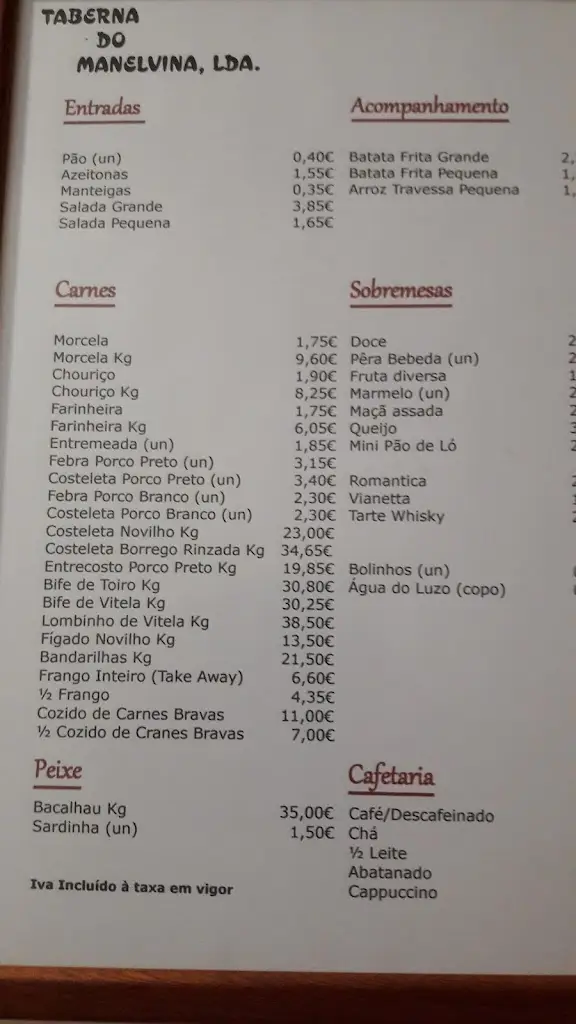 TABERNA
DO
MANELVINA, LDA.
Entradas
Pão (un) 0,40€
Azeitonas 1,55€
Manteigas 0,35€
Salada Grande 3,85€
Salada Pequena 1,65€
Carnes
Morcela 1,75€
Morcela Kg 9,60€
Chouriço 1,90€
Chouriço Kg 8,25€
Farinheira 1,75€
Farinheira Kg 6,05€
Entremeada (un) 1,85€
Febra Porco Preto (un) 3,15€
Costeleta Porco Preto (un) 3,40€
Febra Porco Branco (un) 2,30€
Costeleta Porco Branco (un) 2,30€
Costeleta Novilho Kg 23,00€
Costeleta Borrego Rinzada Kg 34,65€
Entrecosto Porco Preto Kg 19,85€
Bife de Toiro Kg 30,80€
Bife de Vitela Kg 30,25€
Lombinho de Vitela Kg 38,50€
Fígado Novilho Kg 13,50€
Bandarilhas Kg 21,50€
Frango Inteiro (Take Away) 6,60€
½ Frango 4,35€
Cozido de Carnes Bravas 11,00€
½ Cozido de Cranes Bravas 7,00€
Peixe
Bacalhau Kg 35,00€
Sardinha (un) 1,50€
Iva Incluído à taxa em vigor
Acompanhamento
Batata Frita Grande 2,
Batata Frita Pequena 1,
Arroz Travessa Pequena 1,
Sobremesas
Doce 2
Pêra Bebeda (un) 2
Fruta diversa 1
Marmelo (un) 2
Maçã assada 2
Queijo 3
Mini Pão de Ló 2
Romantica
Vianetta
Tarte Whisky
Bolinhos (un)
Água do Luzo (copo)
Cafetaria
Café/Descafeinado
Chá
½ Leite
Abatanado
Cappuccino